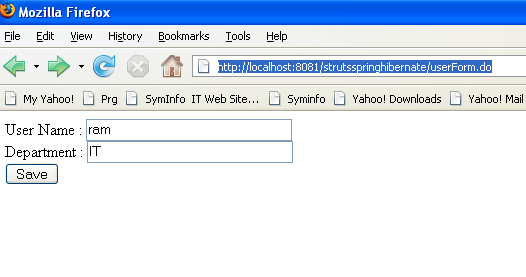 Mozilla Firefox
File Edit View History Bookmarks Tools Help
http://localhost:8081/strutsspringhibernate/userForm.do
My Yahoo! Prg SymInfo IT Web Site... Syminfo Yahoo! Downloads Yahoo! Mail
User Name : ram
Department : IT
Save